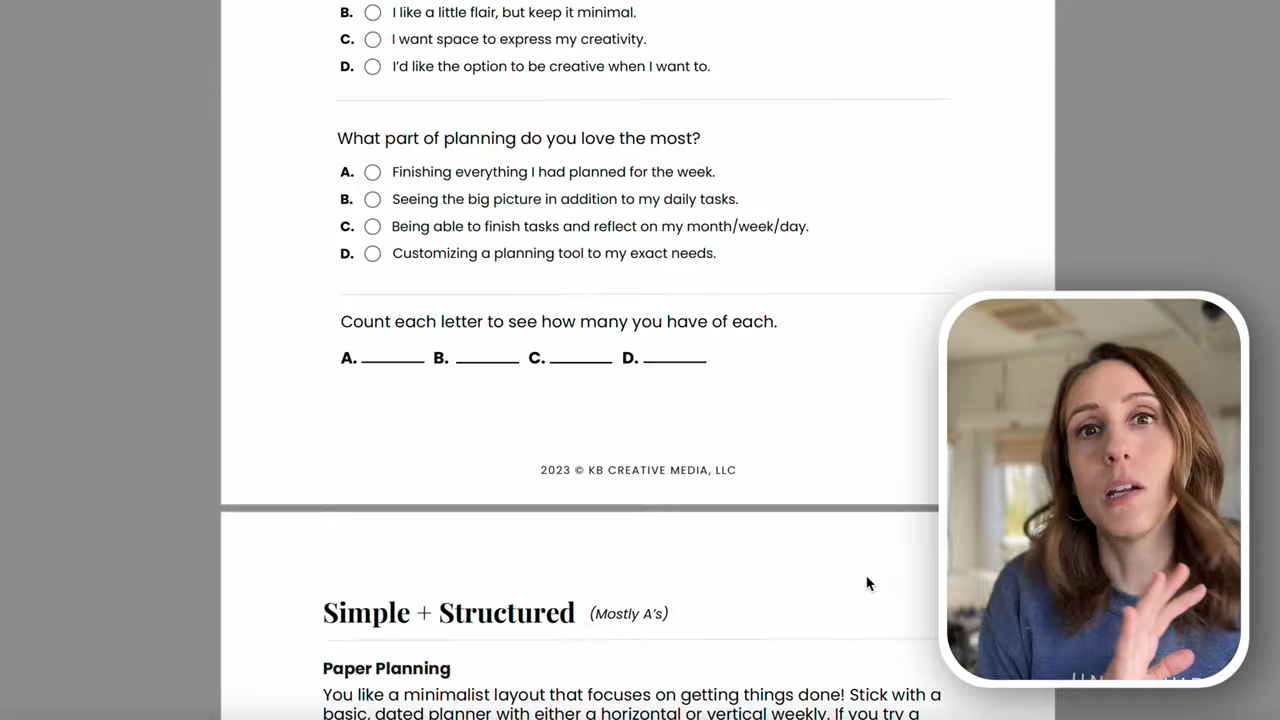 B. I like a little flair, but keep it minimal.
C. I want space to express my creativity.
D. I'd like the option to be creative when I want to.
What part of planning do you love the most?
A. Finishing everything I had planned for the week.
B. Seeing the big picture in addition to my daily tasks.
C. Being able to finish tasks and reflect on my month/week/day.
D. Customizing a planning tool to my exact needs.
Count each letter to see how many you have of each.
A. ______ B. ______ C. ______ D. ______
2023 © KB CREATIVE MEDIA, LLC
Simple + Structured (Mostly A's)
Paper Planning
You like a minimalist layout that focuses on getting things done! Stick with a
basic, dated planner with either a horizontal or vertical weekly. If you try a